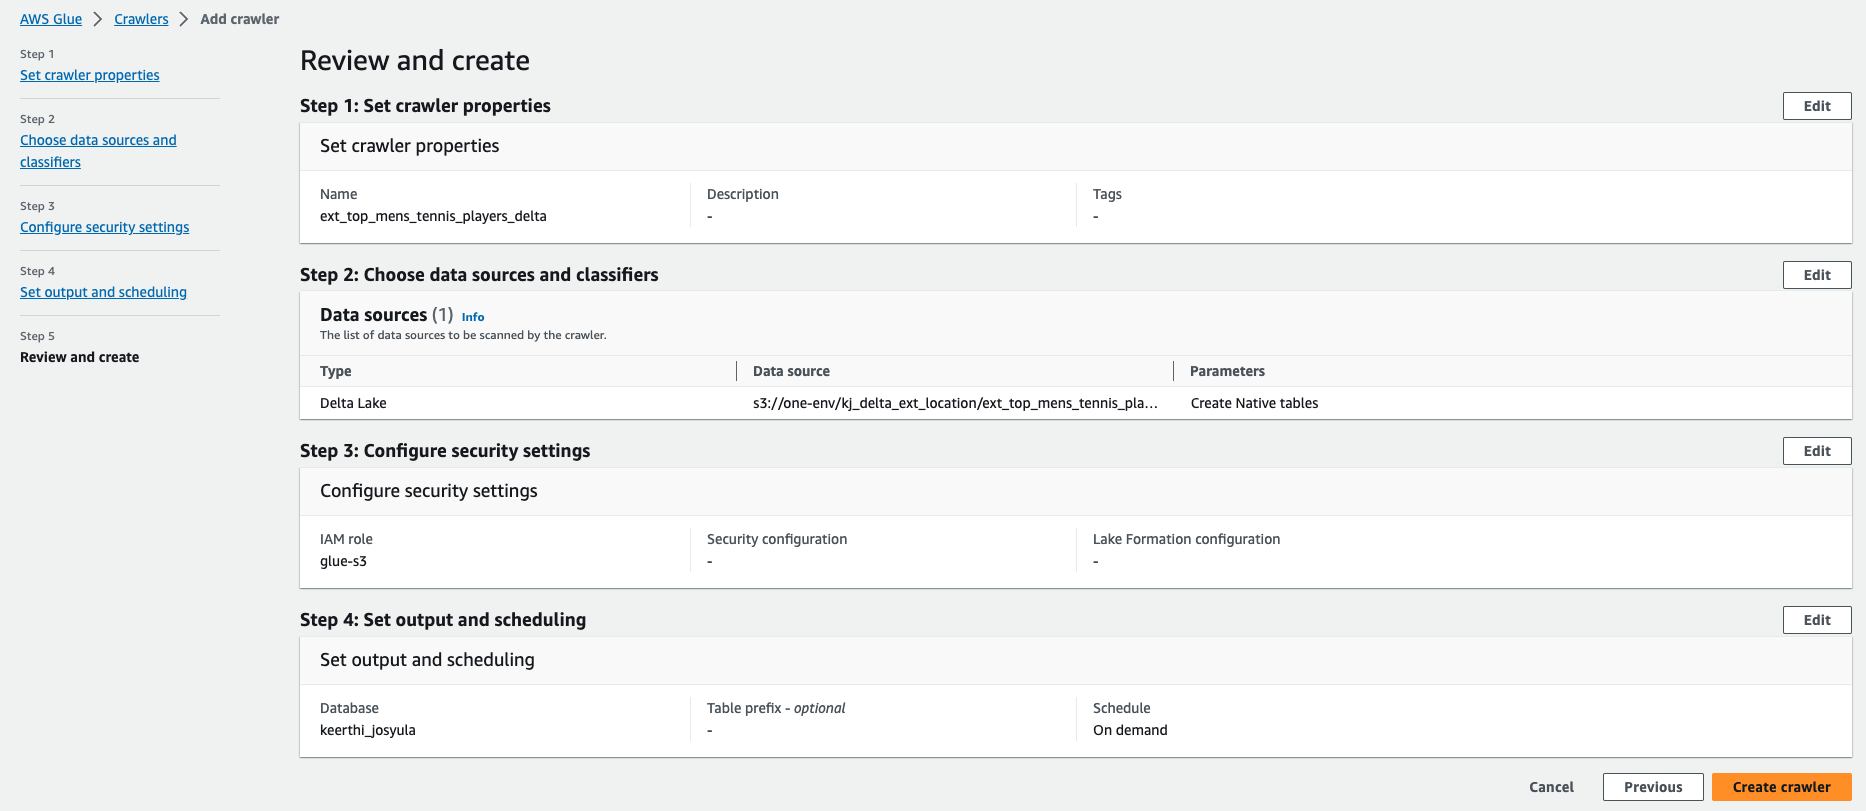 AWS Glue > Crawlers > Add crawler
Step 1
Set crawler properties
Step 2
Choose data sources and
classifiers
Step 3
Configure security settings
Step 4
Set output and scheduling
Step 5
Review and create
Review and create
Step 1: Set crawler properties
Edit
Set crawler properties
Name Description Tags
ext_top_mens_tennis_players_delta - -
Step 2: Choose data sources and classifiers
Edit
Data sources (1) Info
The list of data sources to be scanned by the crawler.
Type Data source Parameters
Delta Lake s3://one-env/kj_delta_ext_location/ext_top_mens_tennis_pla... Create Native tables
Step 3: Configure security settings
Edit
Configure security settings
IAM role Security configuration Lake Formation configuration
glue-s3 - -
Step 4: Set output and scheduling
Edit
Set output and scheduling
Database Table prefix - optional Schedule
keerthi_josyula - On demand
Cancel Previous Create crawler